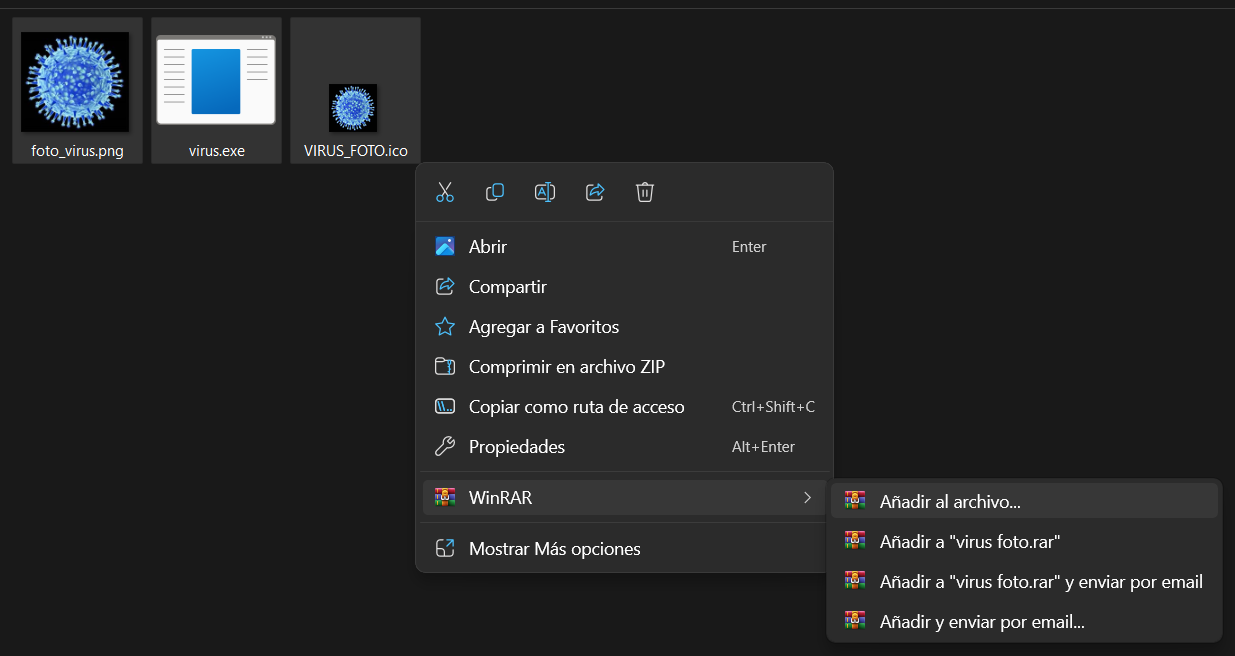 foto_virus.png
virus.exe
VIRUS_FOTO.ico
Abrir Enter
Compartir
Agregar a Favoritos
Comprimir en archivo ZIP
Copiar como ruta de acceso Ctrl+Shift+C
Propiedades Alt+Enter
WinRAR
Mostrar Más opciones
Añadir al archivo...
Añadir a "virus foto.rar"
Añadir a "virus foto.rar" y enviar por email
Añadir y enviar por email...